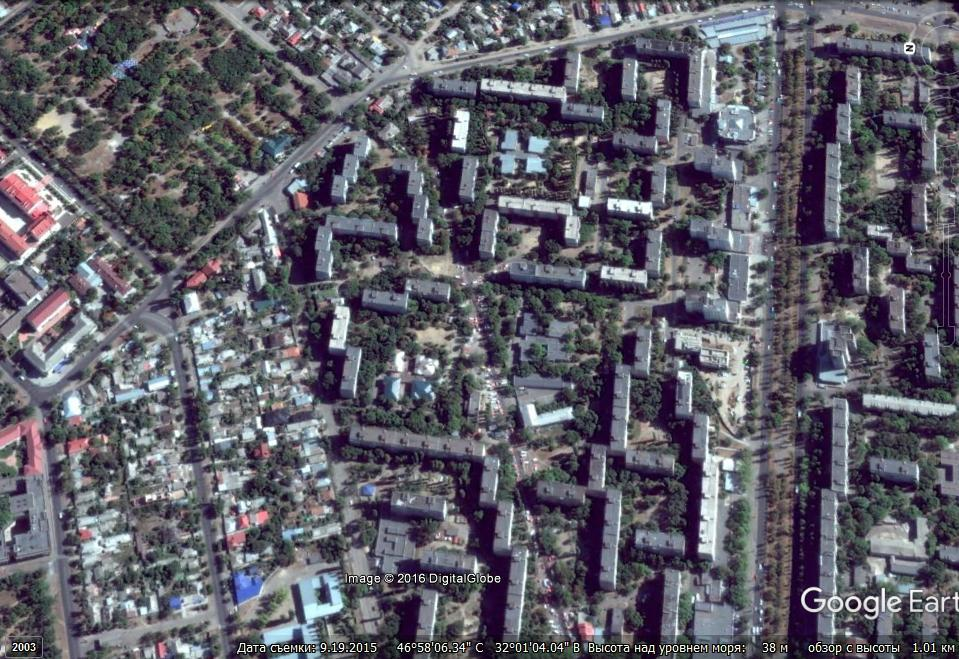 N
Image © 2016 DigitalGlobe
Google Eart
2003
Дата съемки: 9.19.2015 46°58'06.34" С 32°01'04.04" В Высота над уровнем моря: 38 м обзор с высоты 1.01 км